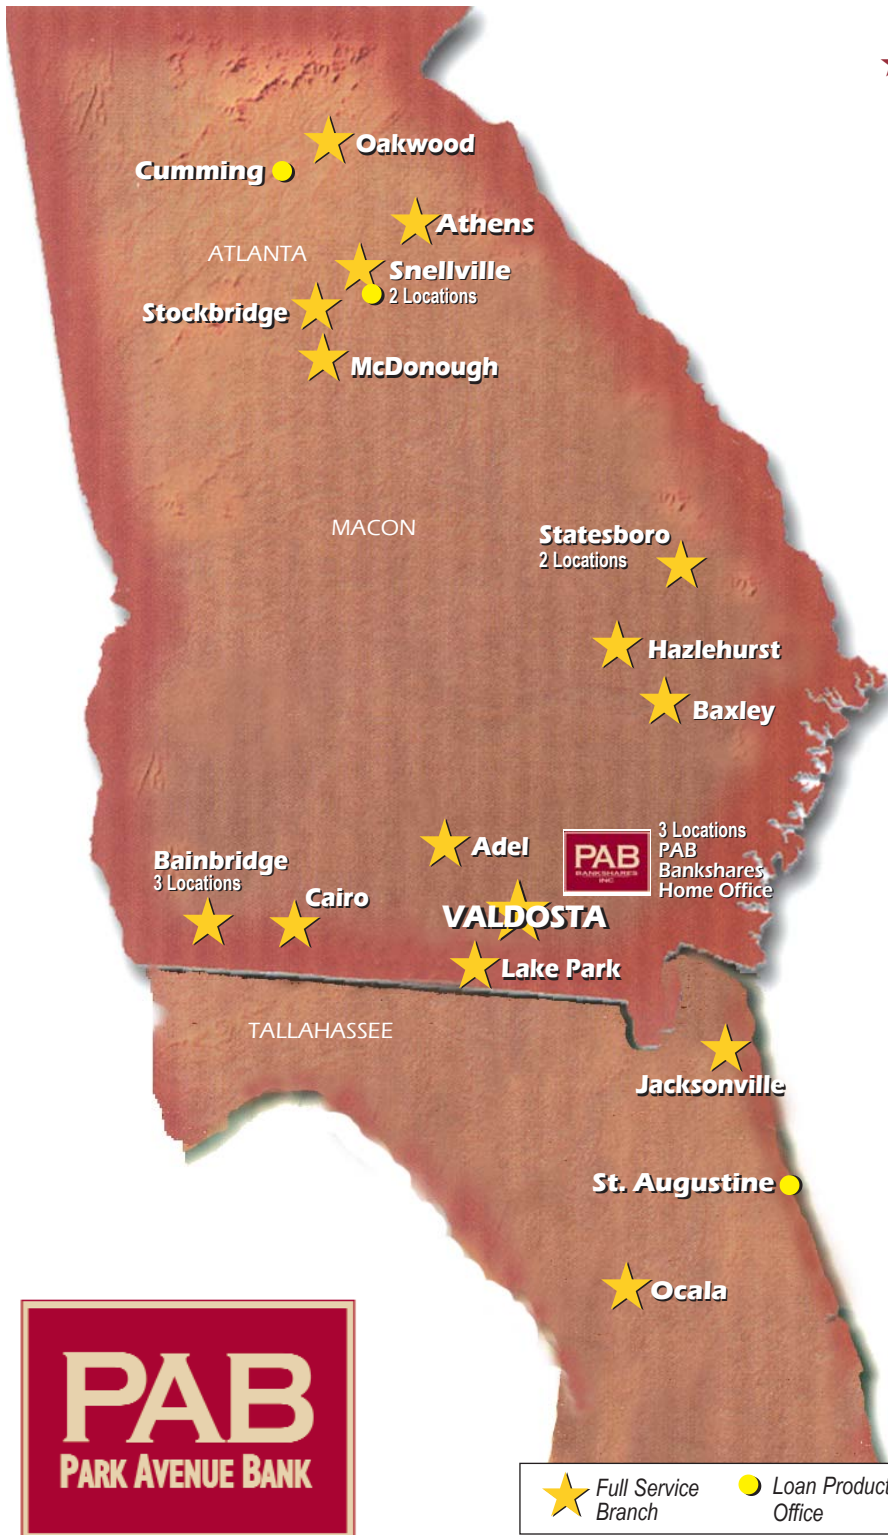 Oakwood
Cumming
Athens
ATLANTA
Snellville
2 Locations
Stockbridge
McDonough
MACON
Statesboro
2 Locations
Hazlehurst
Baxley
Adel
PAB
BANKSHARES
INC
3 Locations
PAB
Bankshares
Home Office
Bainbridge
3 Locations
Cairo
VALDOSTA
Lake Park
TALLAHASSEE
Jacksonville
St. Augustine
Ocala
PAB
PARK AVENUE BANK
Full Service
Branch
Loan Product
Office